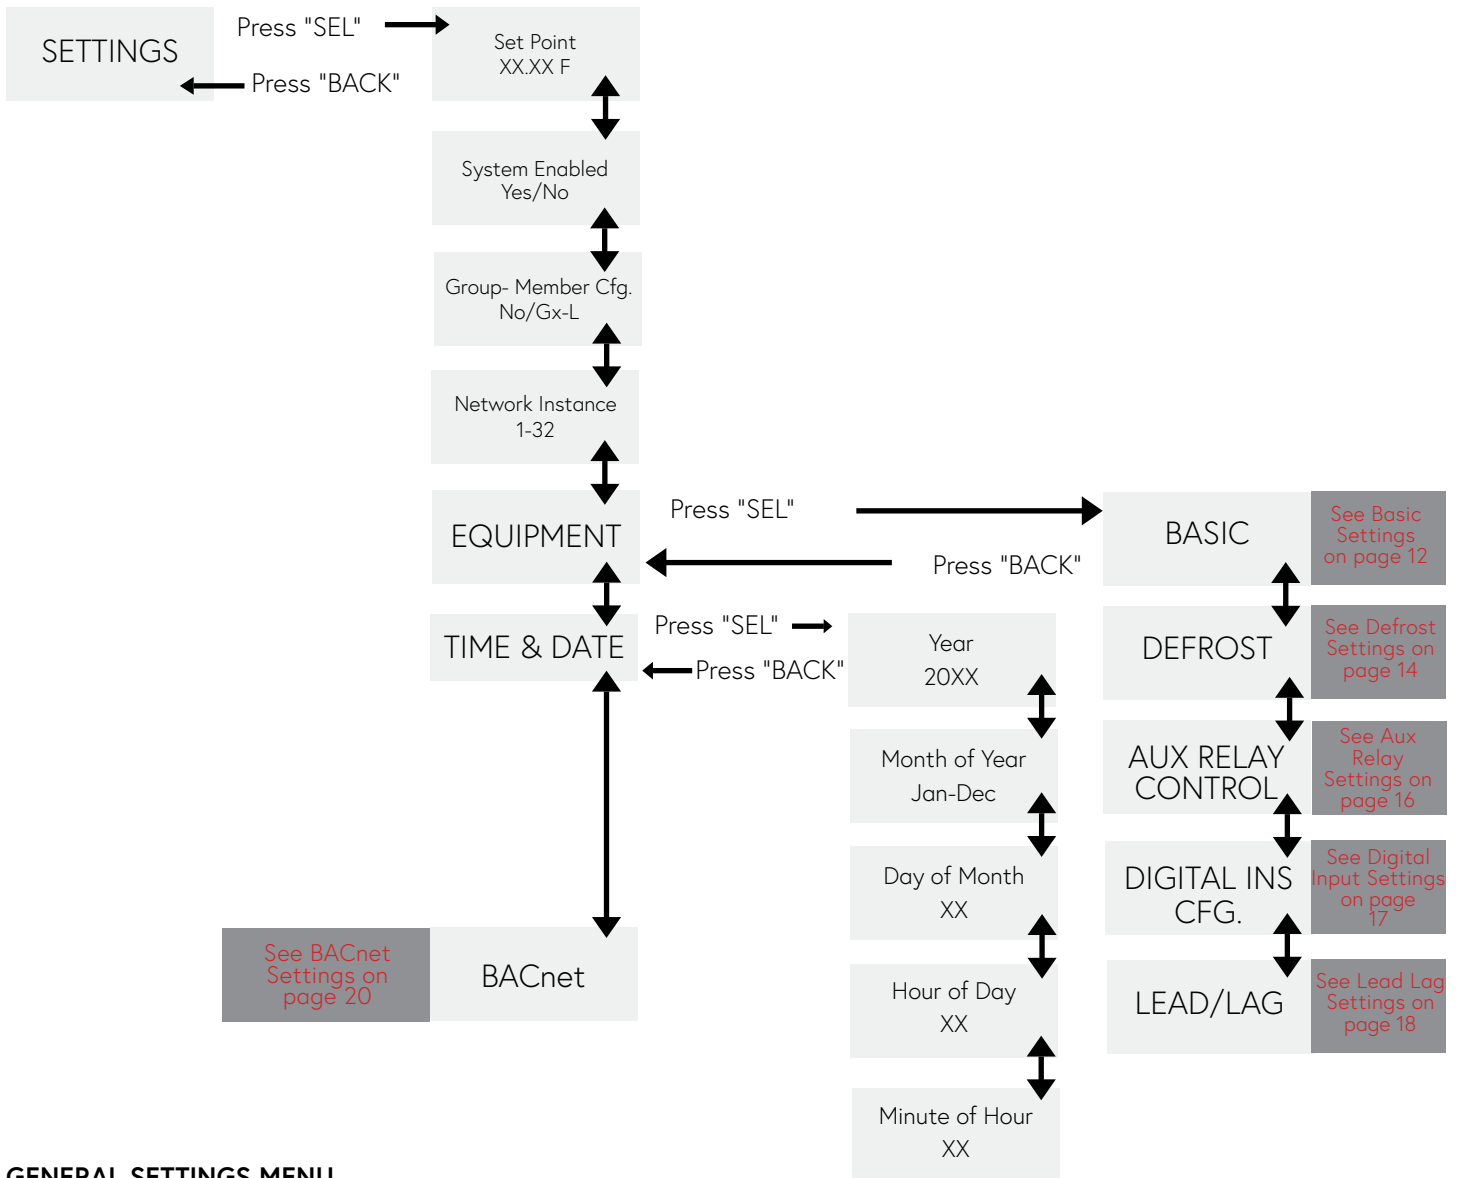 SETTINGS
Press "SEL"
Press "BACK"
Set Point
XX.XX F
System Enabled
Yes/No
Group- Member Cfg.
No/Gx-L
Network Instance
1-32
EQUIPMENT
Press "SEL"
Press "BACK"
BASIC
See Basic
Settings
on page 12
TIME & DATE
Press "SEL"
Press "BACK"
Year
20XX
Month of Year
Jan-Dec
Day of Month
XX
Hour of Day
XX
Minute of Hour
XX
DEFROST
See Defrost
Settings on
page 14
AUX RELAY
CONTROL
See Aux
Relay
Settings on
page 16
DIGITAL INS
CFG.
See Digital
Input Settings
on page
17
LEAD/LAG
See Lead Lag
Settings on
page 18
See BACnet
Settings on
page 20
BACnet
GENERAL SETTINGS MENU